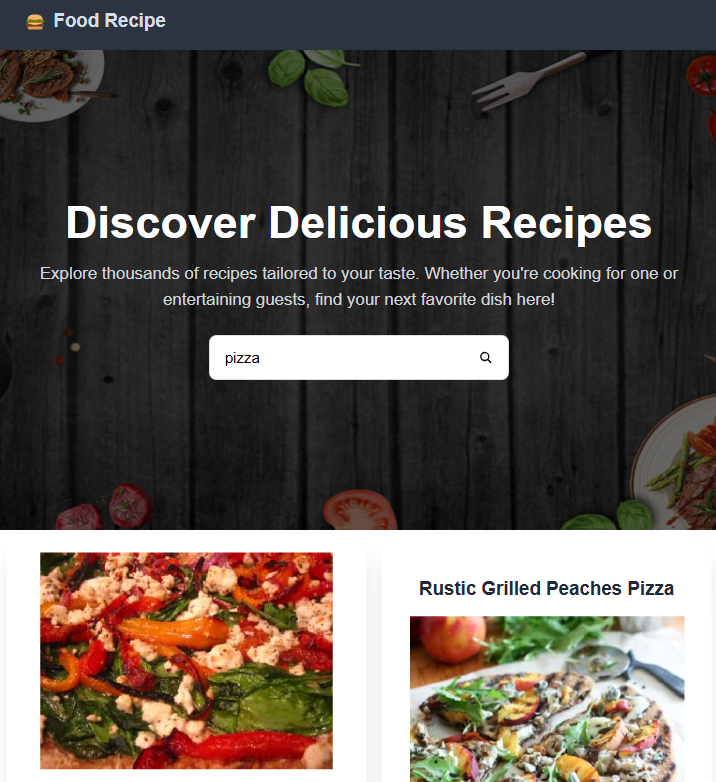 Food Recipe
Discover Delicious Recipes
Explore thousands of recipes tailored to your taste. Whether you're cooking for one or
entertaining guests, find your next favorite dish here!
pizza
Rustic Grilled Peaches Pizza